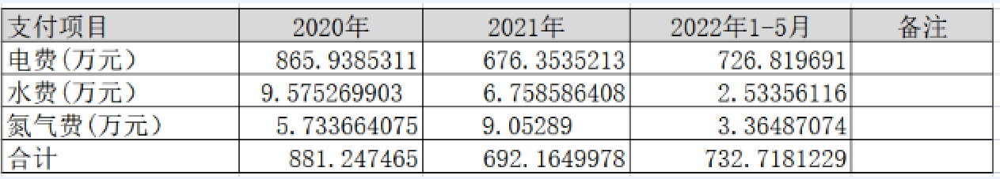 支付项目 2020年 2021年 2022年1-5月 备注
电费(万元) 865.9385311 676.3535213 726.819691
水费(万元) 9.575269903 6.758586408 2.53356116
氮气费(万元) 5.733664075 9.05289 3.36487074
合计 881.247465 692.1649978 732.7181229